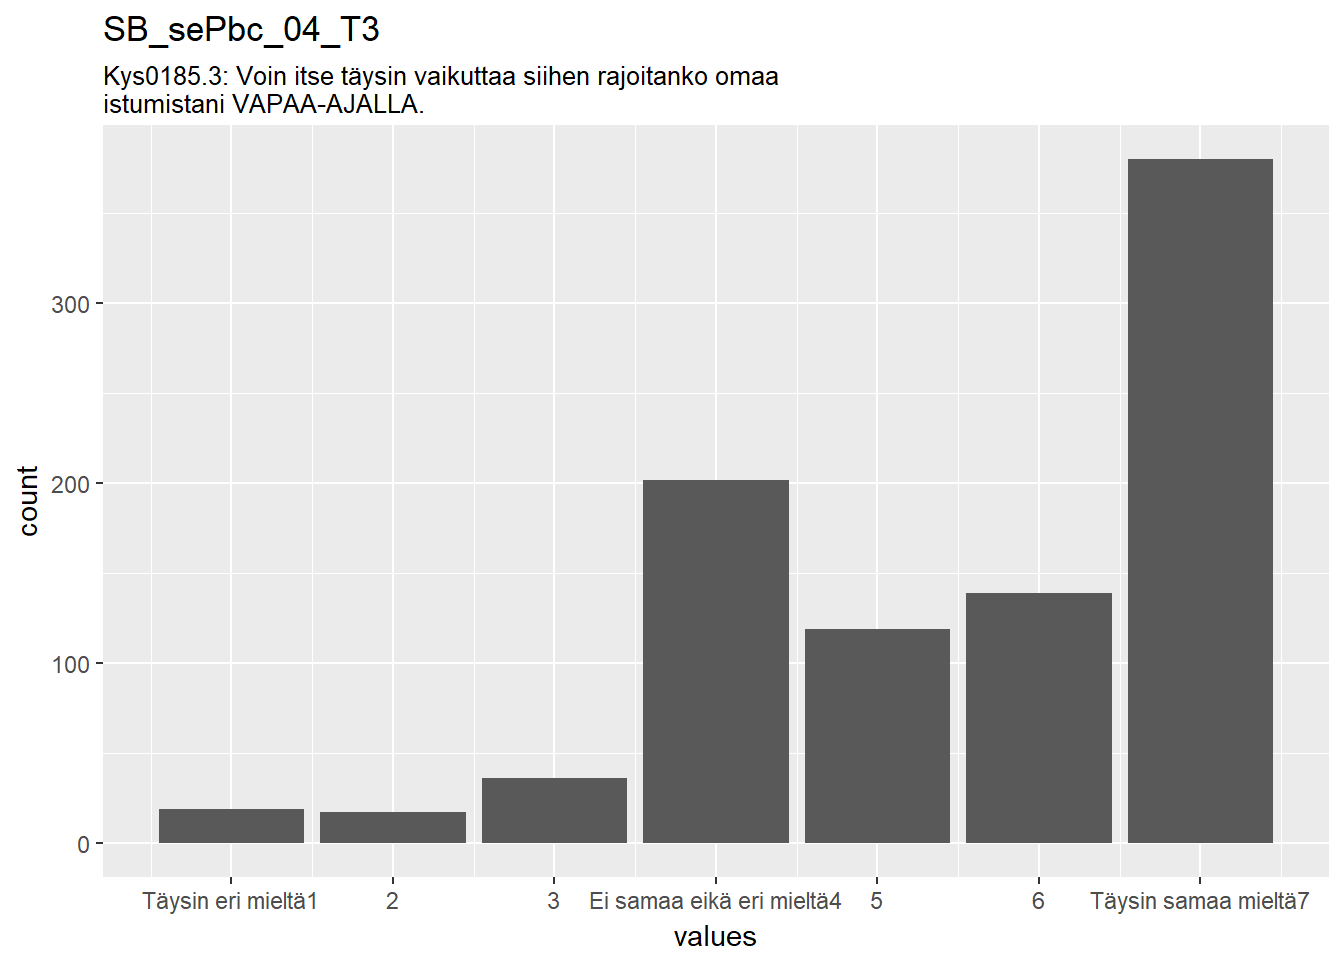 SB_sePbc_04_T3
Kys0185.3: Voin itse täysin vaikuttaa siihen rajoitanko omaa
istumistani VAPAA-AJALLA.
count
300
200
100
0
Täysin eri mieltä1 2 3 Ei samaa eikä eri mieltä4 5 6 Täysin samaa mieltä7
values